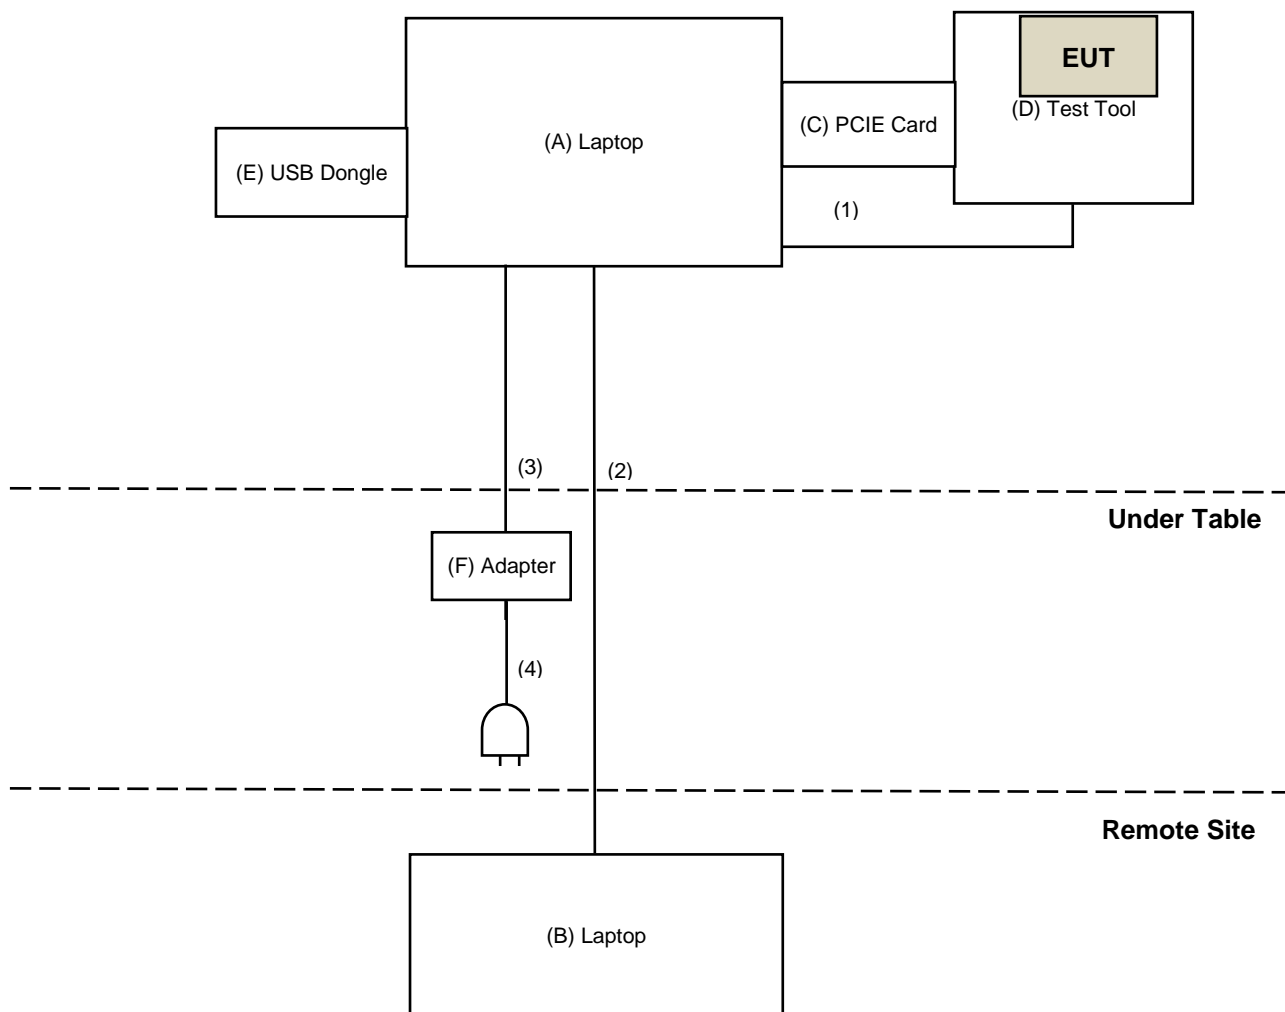 EUT
(D) Test Tool
(C) PCIE Card
(A) Laptop
(E) USB Dongle
(1)
(3)
(2)
Under Table
(F) Adapter
(4)
Remote Site
(B) Laptop